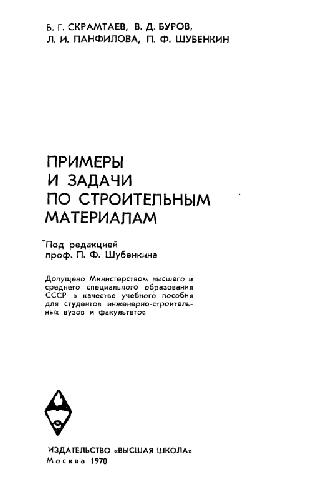 Б. Г. СКРАМТАЕВ, В. Д. БУРОВ,
Л. И. ПАНФИЛОВА, П. Ф. ШУБЕНКИН
ПРИМЕРЫ
И ЗАДАЧИ
ПО СТРОИТЕЛЬНЫМ
МАТЕРИАЛАМ
Под редакцией
проф. П. Ф. Шубенкина
Допущено Министерством высшего и
среднего специального образования
СССР в качестве учебного пособия
для студентов инженерно-строитель-
ных вузов и факультетов
ИЗДАТЕЛЬСТВО «ВЫСШАЯ ШКОЛА»
Москва 1970